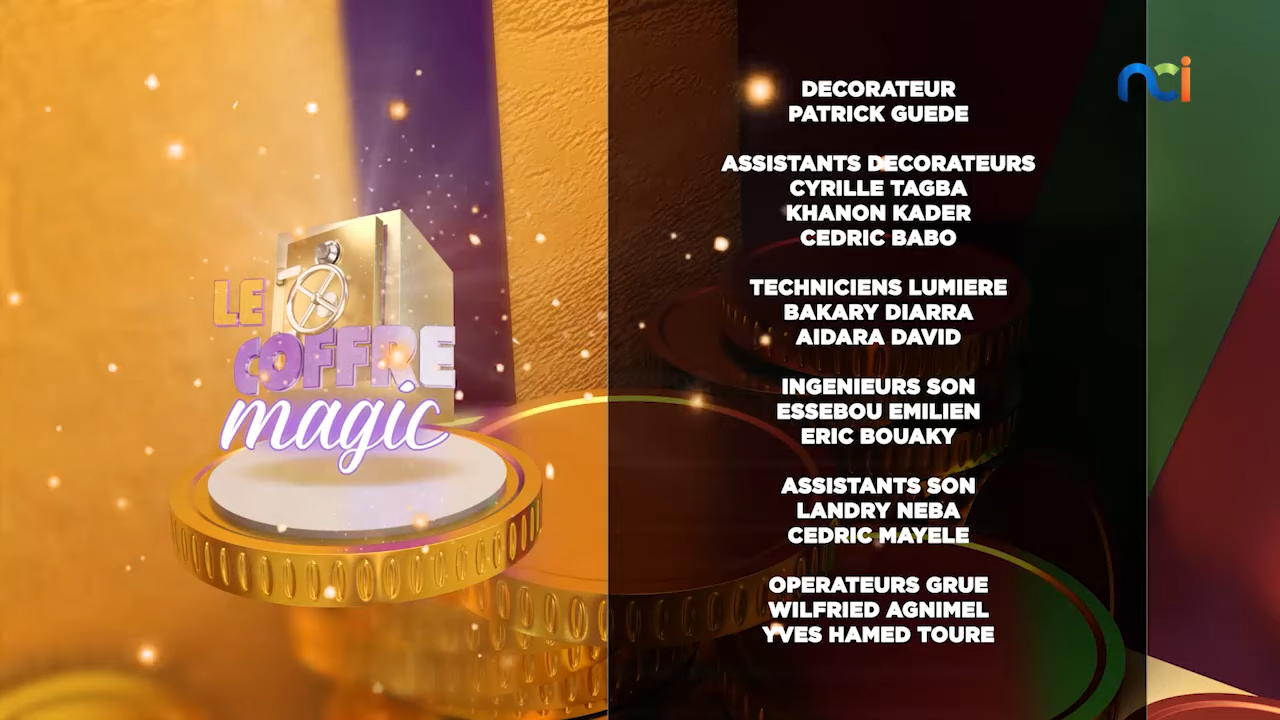 LE
COFFRE
magic
nci
DECORATEUR
PATRICK GUEDE
ASSISTANTS DECORATEURS
CYRILLE TAGBA
KHANON KADER
CEDRIC BABO
TECHNICIENS LUMIERE
BAKARY DIARRA
AIDARA DAVID
INGENIEURS SON
ESSEBOU EMILIEN
ERIC BOUAKY
ASSISTANTS SON
LANDRY NEBA
CEDRIC MAYELE
OPERATEURS GRUE
WILFRIED AGNIMEL
YVES HAMED TOURE